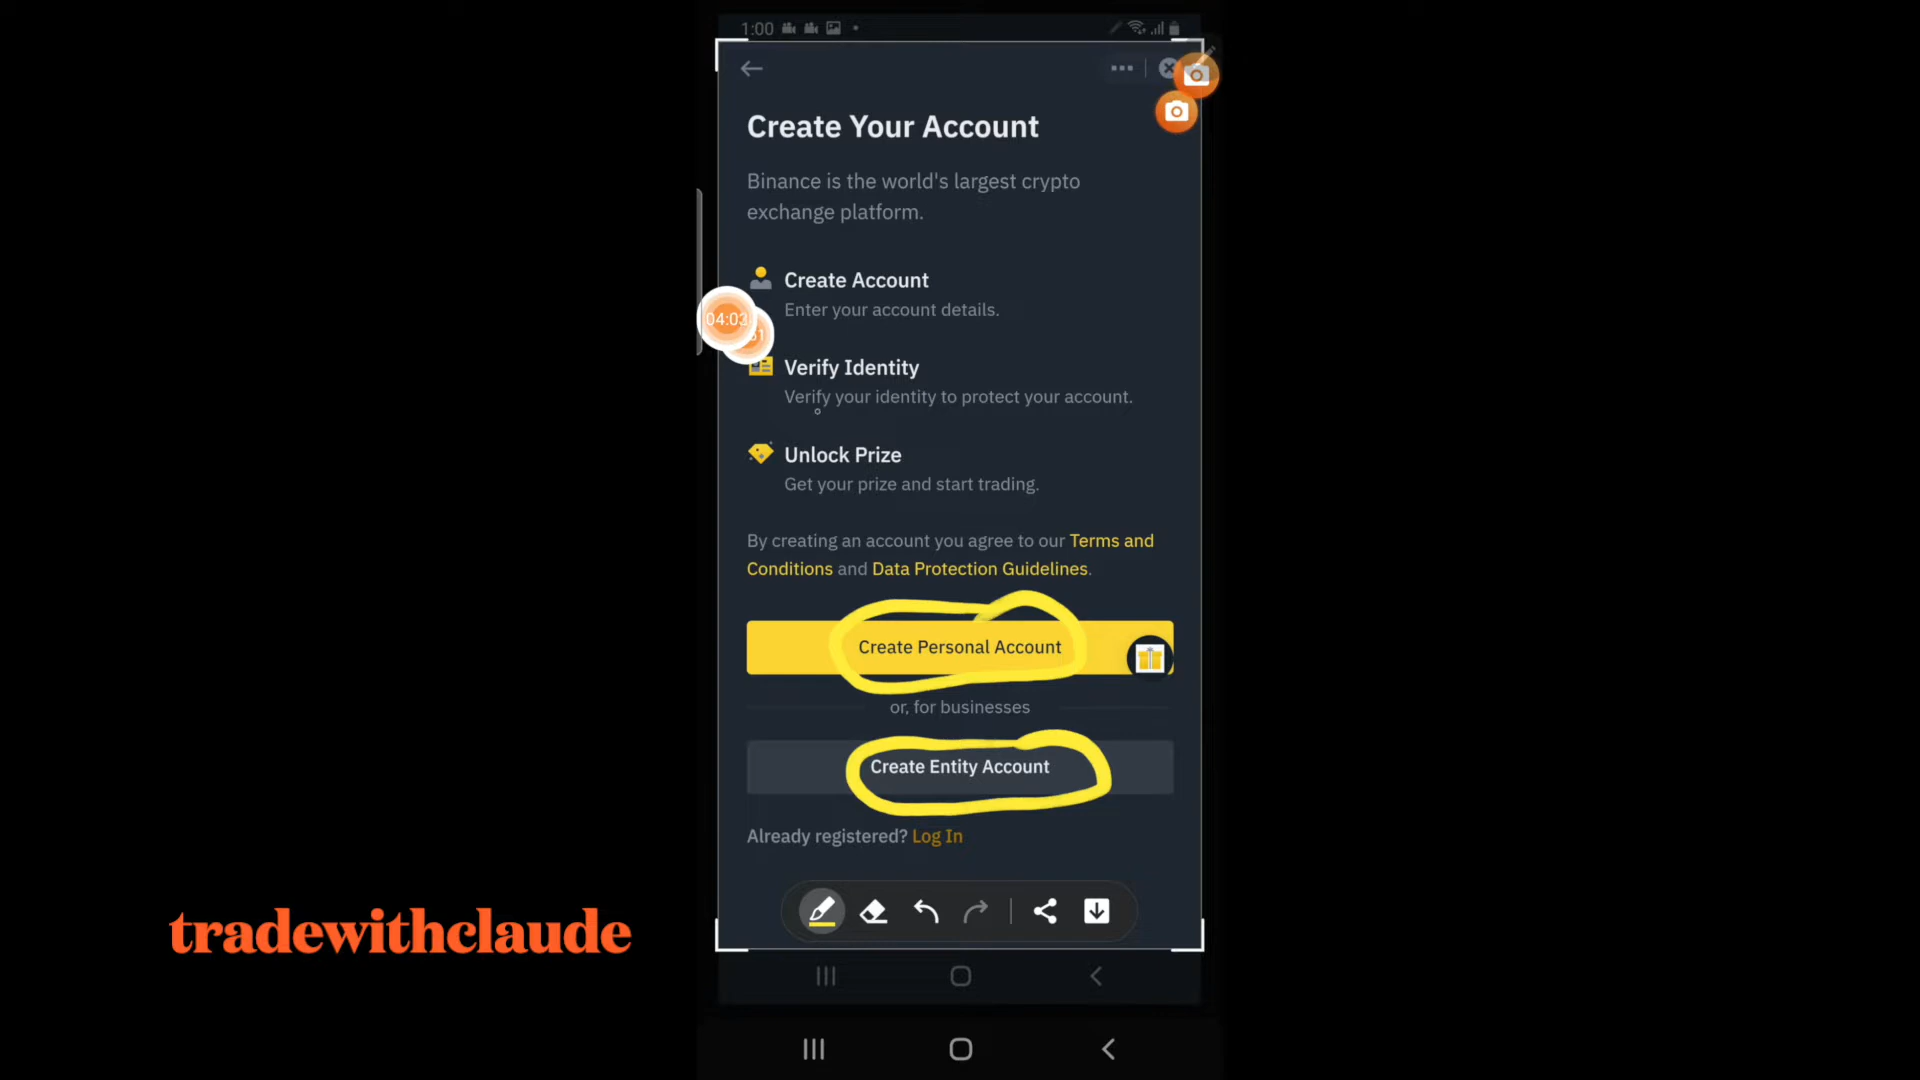 1:00
Create Your Account
Binance is the world's largest crypto
exchange platform.
Create Account
Enter your account details.
04:03
Verify Identity
Verify your identity to protect your account.
Unlock Prize
Get your prize and start trading.
By creating an account you agree to our Terms and
Conditions and Data Protection Guidelines.
Create Personal Account
or, for businesses
Create Entity Account
Already registered? Log In
tradewithclaude